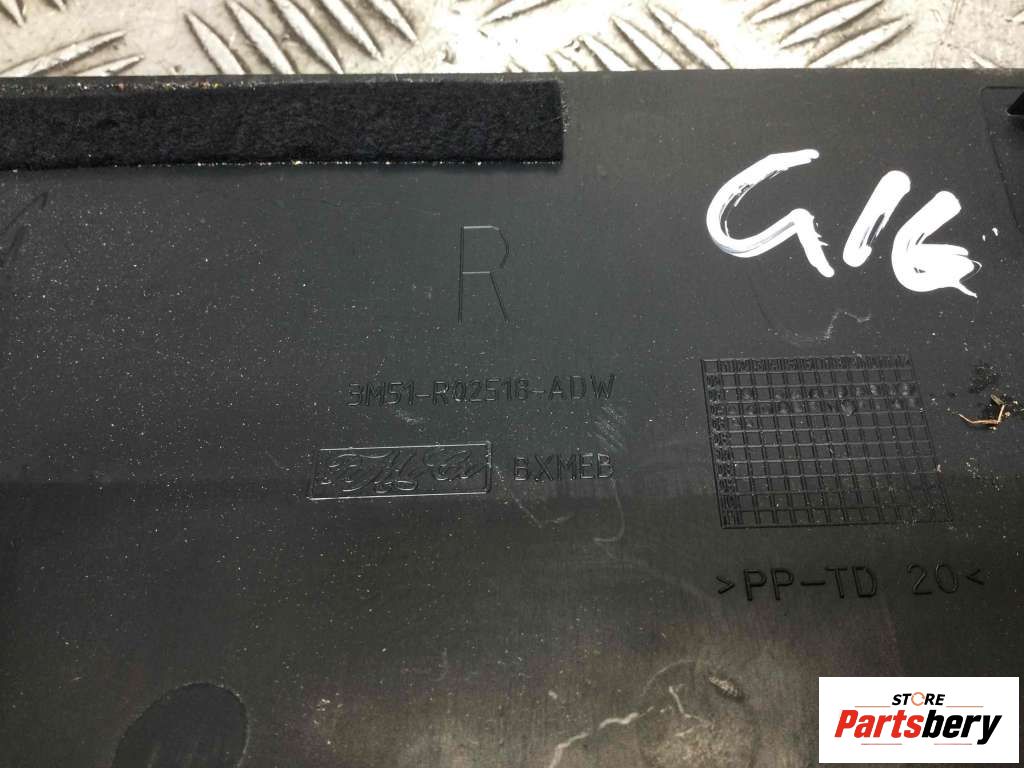 G16
R
3M51-R02518-ADW
BXMEB
>PP-TD 20<
STORE
Partsbery